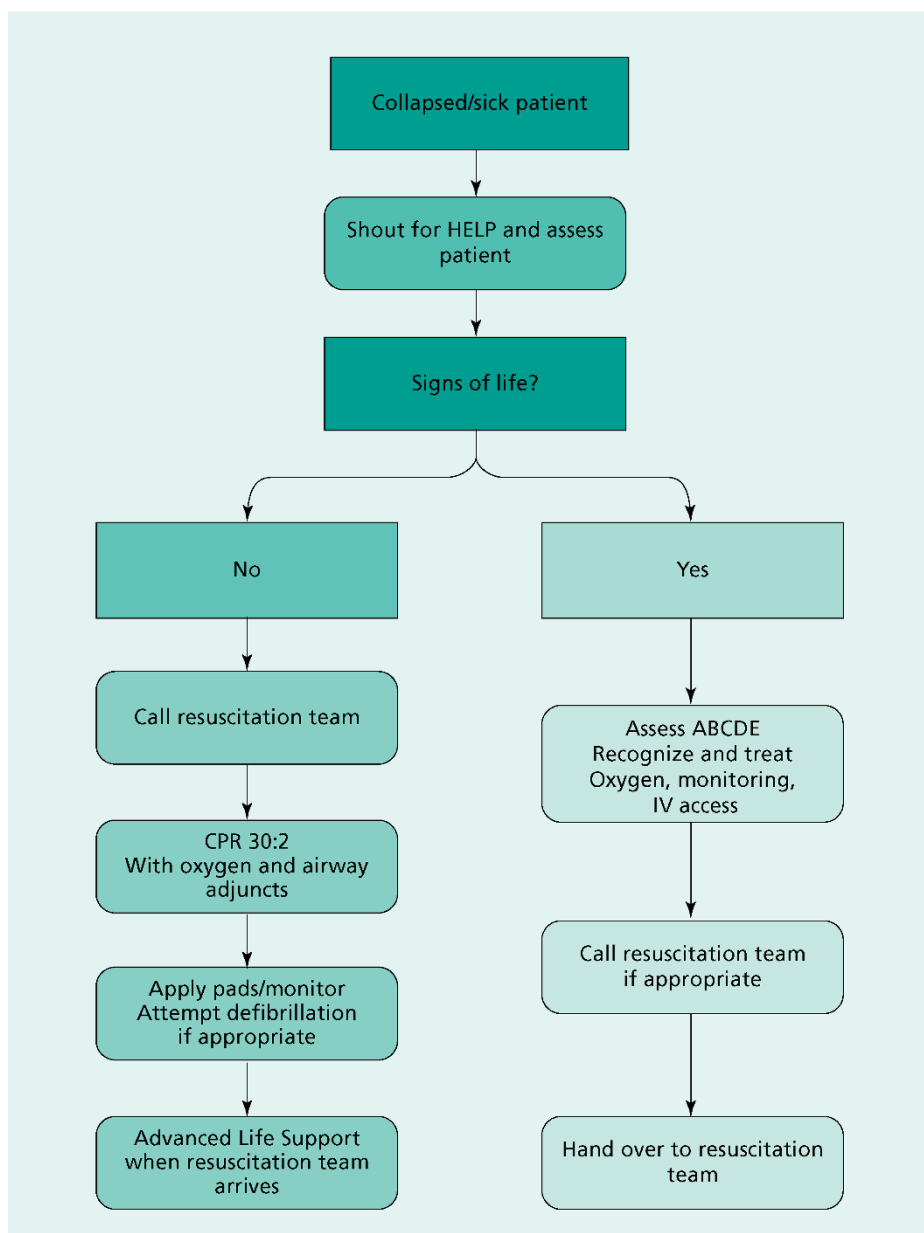 Collapsed/sick patient
Shout for HELP and assess
patient
Signs of life?
No
Call resuscitation team
CPR 30:2
With oxygen and airway
adjuncts
Apply pads/monitor
Attempt defibrillation
if appropriate
Advanced Life Support
when resuscitation team
arrives
Yes
Assess ABCDE
Recognize and treat
Oxygen, monitoring,
IV access
Call resuscitation team
if appropriate
Hand over to resuscitation
team